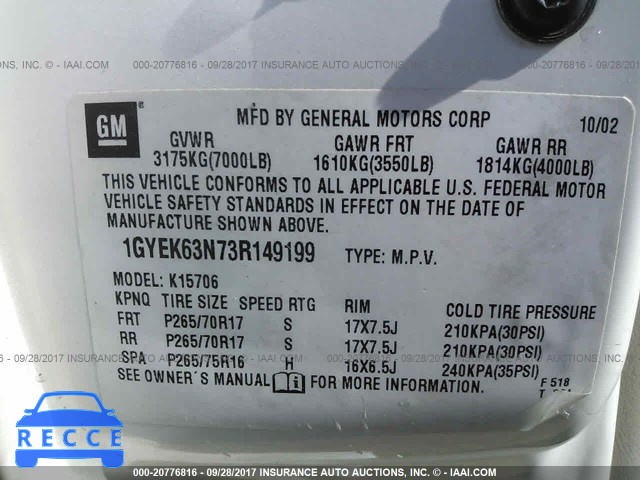 000-20776816 - 09/28/2017 INSURANCE AUTO AUCTIONS, INC. © - IAAI.COM
GM
MFD BY GENERAL MOTORS CORP 10/02
GVWR GAWR FRT GAWR RR
3175KG(7000LB) 1610KG(3550LB) 1814KG(4000LB)
THIS VEHICLE CONFORMS TO ALL APPLICABLE U.S. FEDERAL MOTOR
VEHICLE SAFETY STANDARDS IN EFFECT ON THE DATE OF
MANUFACTURE SHOWN ABOVE.
1GYEK63N73R149199 TYPE: M.P.V.
MODEL: K15706
KPNQ TIRE SIZE SPEED RTG RIM COLD TIRE PRESSURE
FRT P265/70R17 S 17X7.5J 210KPA(30PSI)
RR P265/70R17 S 17X7.5J 210KPA(30PSI)
000-20776816 - 09/28/2017 INSURANCE AUTO AUCTIONS, INC. © - IAAI.COM
SPA P265/75R16 H 16X6.5J 240KPA(35PSI)
SEE OWNER'S MANUAL FOR MORE INFORMATION.
F 518
RECCE
000-20776816 - 09/28/2017 INSURANCE AUTO AUCTIONS, INC. © - IAAI.COM